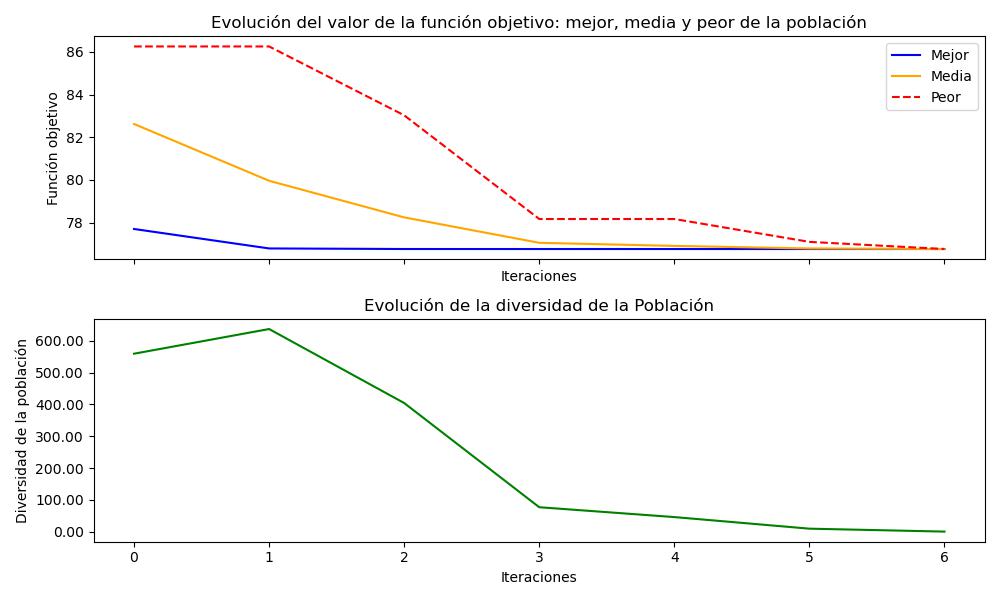 Evolución del valor de la función objetivo: mejor, media y peor de la población
86
84
82
80
78
Función objetivo
Mejor
Media
Peor
Iteraciones
Evolución de la diversidad de la Población
600.00
500.00
400.00
300.00
200.00
100.00
0.00
Diversidad de la población
0 1 2 3 4 5 6
Iteraciones